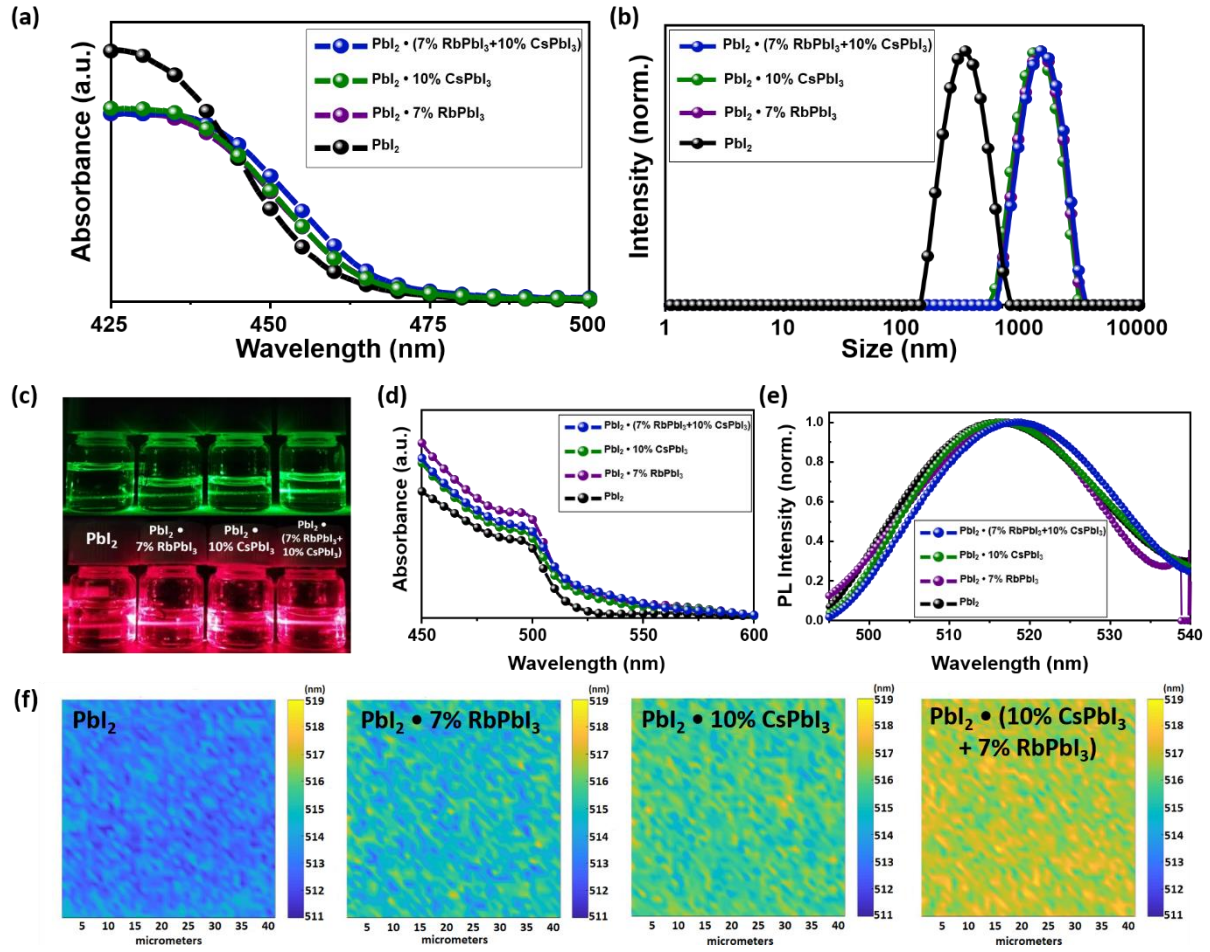 (a)
Absorbance (a.u.)
PbI₂ • (7% RbPbI₃+10% CsPbI₃)
PbI₂ • 10% CsPbI₃
PbI₂ • 7% RbPbI₃
PbI₂
425 450 475 500
Wavelength (nm)
(b)
Intensity (norm.)
PbI₂ • (7% RbPbI₃+10% CsPbI₃)
PbI₂ • 10% CsPbI₃
PbI₂ • 7% RbPbI₃
PbI₂
1 10 100 1000 10000
Size (nm)
(c)
PbI₂
PbI₂ •
7% RbPbI₃
PbI₂ •
10% CsPbI₃
PbI₂ •
(7% RbPbI₃+
10% CsPbI₃)
(d)
Absorbance (a.u.)
PbI₂ • (7% RbPbI₃+10% CsPbI₃)
PbI₂ • 10% CsPbI₃
PbI₂ • 7% RbPbI₃
PbI₂
450 500 550 600
Wavelength (nm)
(e)
PL Intensity (norm.)
1.0
0.8
0.6
0.4
0.2
0.0
PbI₂ • (7% RbPbI₃+10% CsPbI₃)
PbI₂ • 10% CsPbI₃
PbI₂ • 7% RbPbI₃
PbI₂
500 510 520 530 540
Wavelength (nm)
(f)
PbI₂
(nm)
519
518
517
516
515
514
513
512
511
5 10 15 20 25 30 35 40
micrometers
PbI₂ • 7% RbPbI₃
(nm)
519
518
517
516
515
514
513
512
511
5 10 15 20 25 30 35 40
micrometers
PbI₂ • 10% CsPbI₃
(nm)
519
518
517
516
515
514
513
512
511
5 10 15 20 25 30 35 40
micrometers
PbI₂ • (10% CsPbI₃
+ 7% RbPbI₃)
(nm)
519
518
517
516
515
514
513
512
511
5 10 15 20 25 30 35 40
micrometers